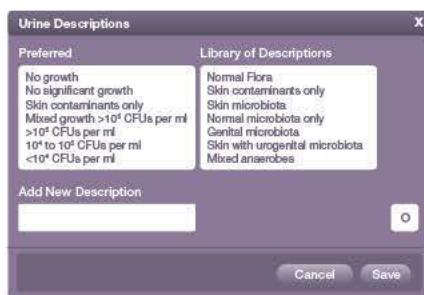 Urine Descriptions X
Preferred
No growth
No significant growth
Skin contaminants only
Mixed growth >10⁵ CFUs per ml
>10⁵ CFUs per ml
10⁴ to 10⁵ CFUs per ml
<10⁴ CFUs per ml
Library of Descriptions
Normal Flora
Skin contaminants only
Skin microbiota
Normal microbiota only
Genital microbiota
Skin with urogenital microbiota
Mixed anaerobes
Add New Description
O
Cancel Save